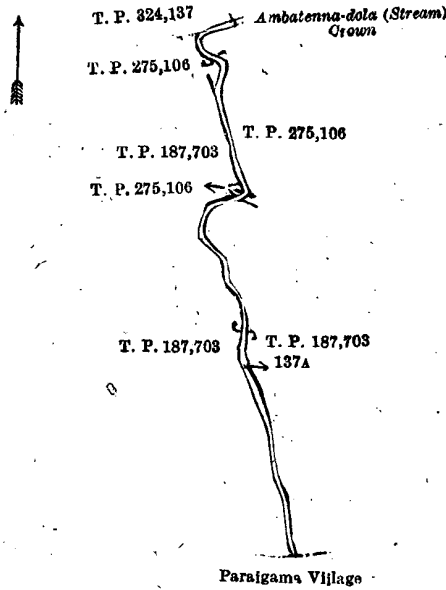 T. P. 324,137
Ambatenna-dola (Stream)
Crown
T. P. 275,106
T. P. 275,106
T. P. 187,703
T. P. 275,106
T. P. 187,703
T. P. 187,703
137A
Paraigama Village